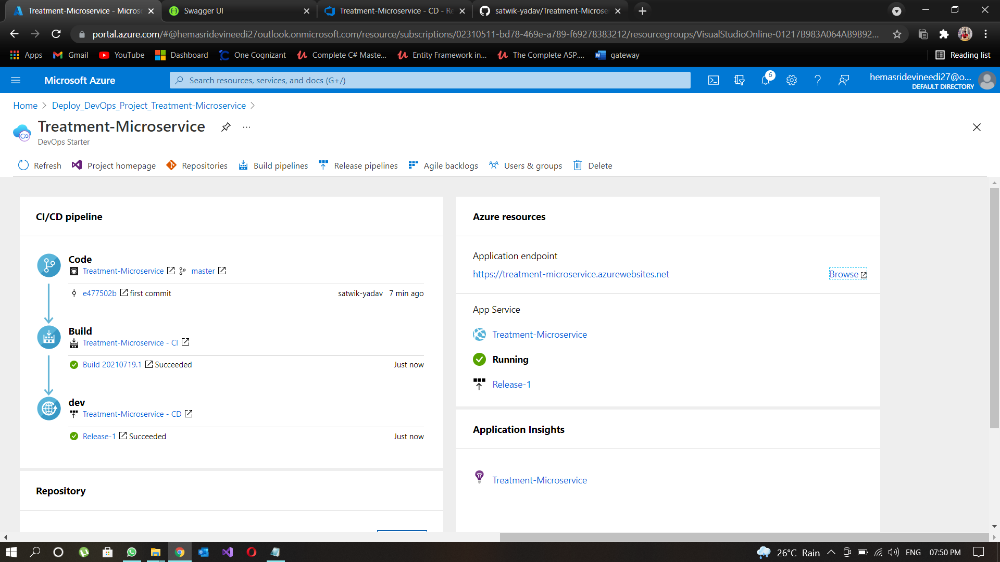 Treatment-Microservice - Micros
Swagger UI
Treatment-Microservice - CD - Re
satwik-yadav/Treatment-Microse
portal.azure.com/#@hemasridevineedi27outlook.onmicrosoft.com/resource/subscriptions/02310511-bd78-469e-a789-f69278383212/resourcegroups/VisualStudioOnline-01217B983A064AB9B92...
Apps
Gmail
YouTube
Dashboard
One Cognizant
Complete C# Maste...
Entity Framework in...
The Complete ASP....
gateway
Reading list
Microsoft Azure
Search resources, services, and docs (G+/)
6
hemasridevineedi27@o...
DEFAULT DIRECTORY
Home > Deploy_DevOps_Project_Treatment-Microservice >
Treatment-Microservice
...
DevOps Starter
Refresh
Project homepage
Repositories
Build pipelines
Release pipelines
Agile backlogs
Users & groups
Delete
CI/CD pipeline
Code
Treatment-Microservice master
e477502b first commit satwik-yadav 7 min ago
Build
Treatment-Microservice - CI
Build 20210719.1 Succeeded Just now
dev
Treatment-Microservice - CD
Release-1 Succeeded Just now
Repository
Azure resources
Application endpoint
https://treatment-microservice.azurewebsites.net Browse
App Service
Treatment-Microservice
Running
Release-1
Application Insights
Treatment-Microservice
26°C Rain
ENG
07:50 PM